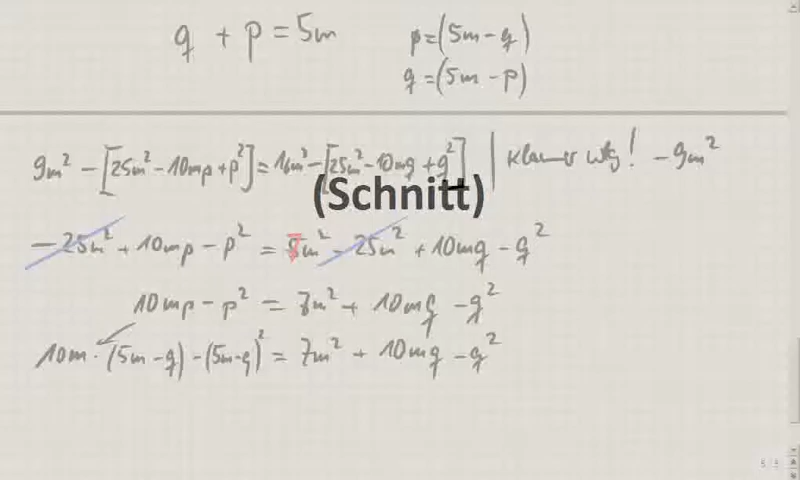 q + p = 5m
p = (5m - q)
q = (5m - p)
9m² - [25m² - 10mp + p²] = 16m² - [25m² - 10mq + q²] | Klammer weg! - 9m²
(Schnitt)
- 25m² + 10mp - p² = 7m² - 25m² + 10mq - q²
10mp - p² = 7m² + 10mq - q²
10m · (5m - q) - (5m - q)² = 7m² + 10mq - q²